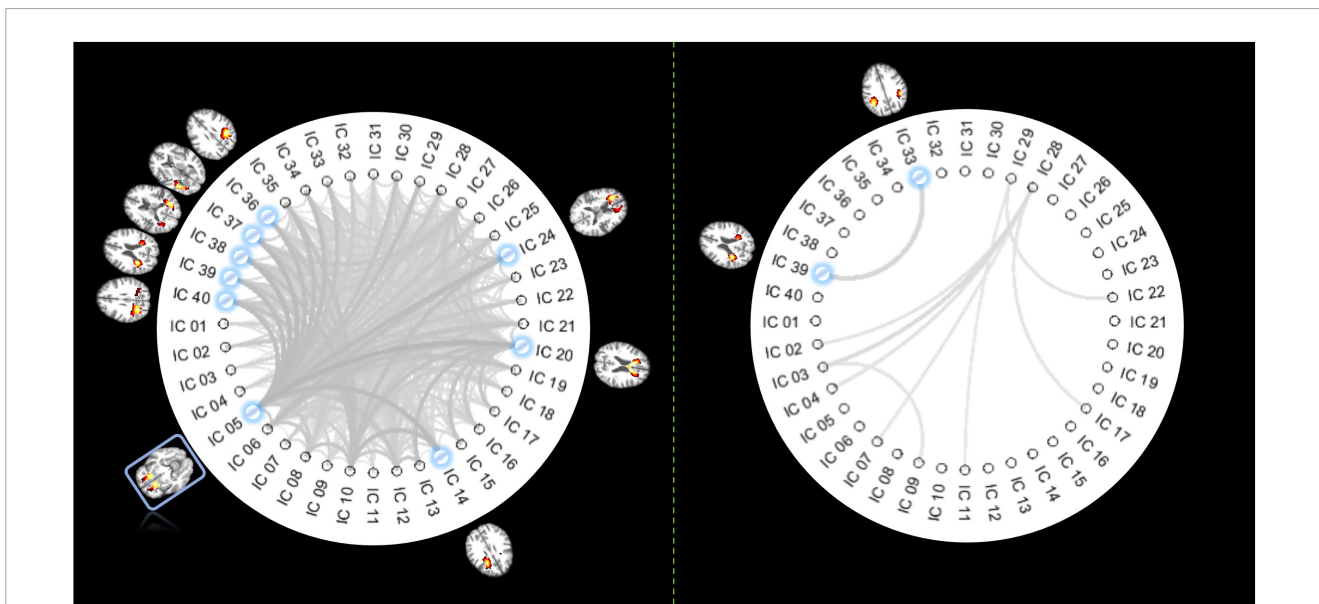 IC 01
IC 02
IC 03
IC 04
IC 05
IC 06
IC 07
IC 08
IC 09
IC 10
IC 11
IC 12
IC 13
IC 14
IC 15
IC 16
IC 17
IC 18
IC 19
IC 20
IC 21
IC 22
IC 23
IC 24
IC 25
IC 26
IC 27
IC 28
IC 29
IC 30
IC 31
IC 32
IC 33
IC 34
IC 35
IC 36
IC 37
IC 38
IC 39
IC 40
IC 01
IC 02
IC 03
IC 04
IC 05
IC 06
IC 07
IC 08
IC 09
IC 10
IC 11
IC 12
IC 13
IC 14
IC 15
IC 16
IC 17
IC 18
IC 19
IC 20
IC 21
IC 22
IC 23
IC 24
IC 25
IC 26
IC 27
IC 28
IC 29
IC 30
IC 31
IC 32
IC 33
IC 34
IC 35
IC 36
IC 37
IC 38
IC 39
IC 40